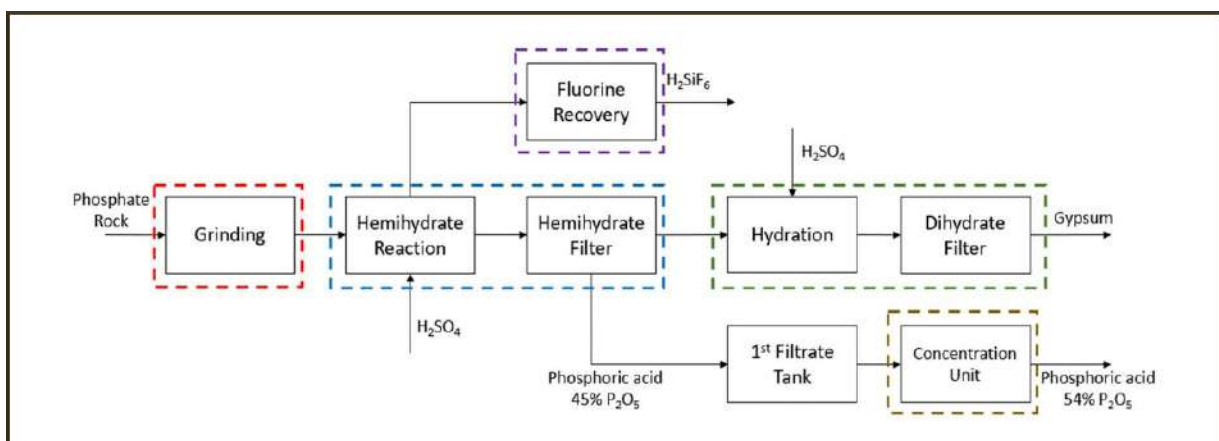 Fluorine
Recovery
H₂SiF₆
H₂SO₄
Phosphate
Rock
Grinding
Hemihydrate
Reaction
Hemihydrate
Filter
Hydration
Dihydrate
Filter
Gypsum
H₂SO₄
Phosphoric acid
45% P₂O₅
1st Filtrate
Tank
Concentration
Unit
Phosphoric acid
54% P₂O₅